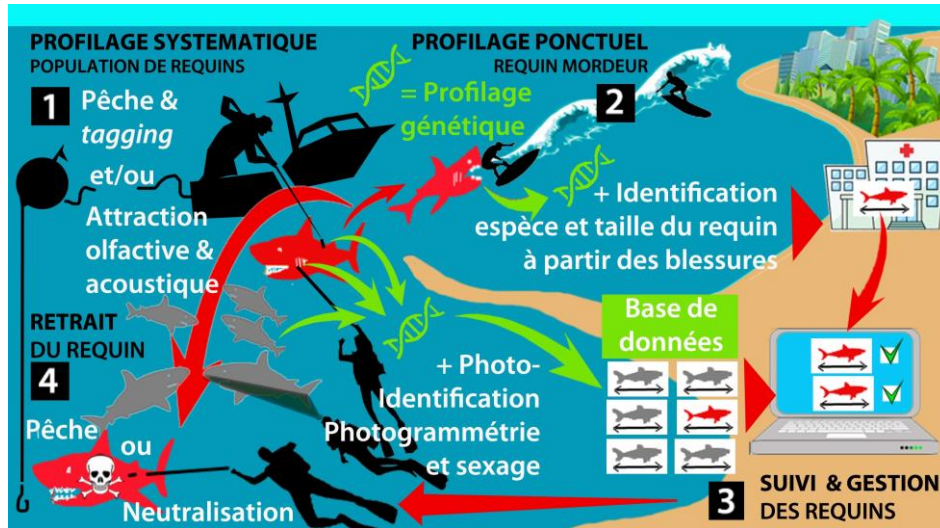 PROFILAGE SYSTEMATIQUE
POPULATION DE REQUINS
1
Pêche &
tagging
et/ou
Attraction
olfactive &
acoustique
= Profilage
génétique
PROFILAGE PONCTUEL
REQUIN MORDEUR
2
+ Identification
espèce et taille du requin
à partir des blessures
Base de
données
+ Photo-
Identification
Photogrammétrie
et sexage
3
SUIVI & GESTION
DES REQUINS
RETRAIT
DU REQUIN
4
Pêche
ou
Neutralisation